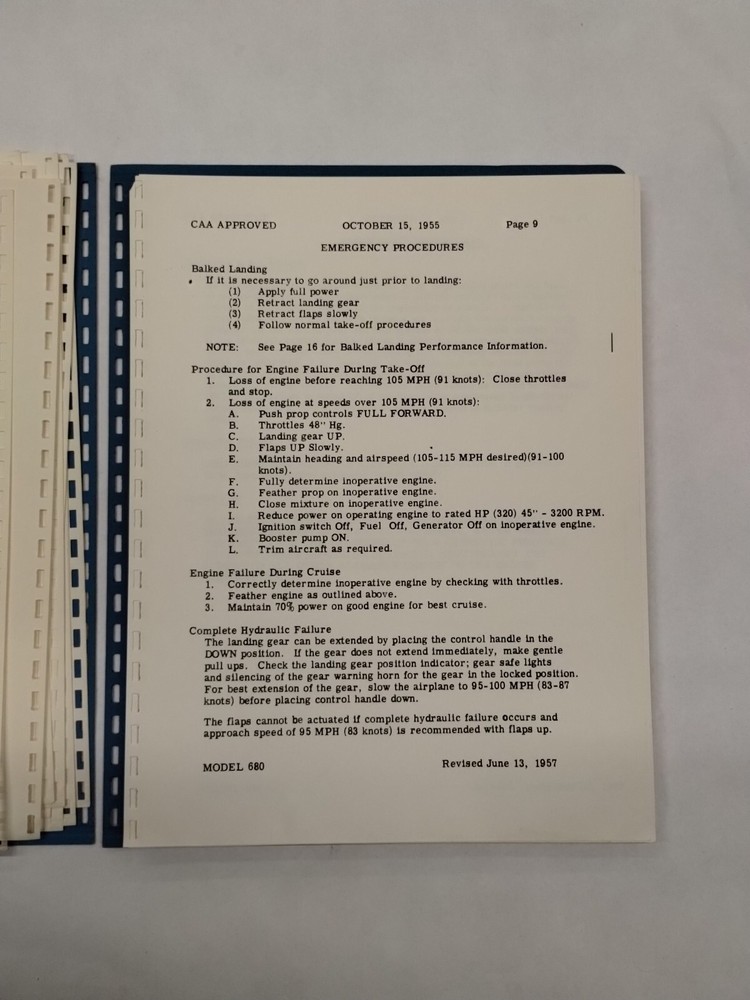 CAA APPROVED OCTOBER 15, 1955 Page 9
EMERGENCY PROCEDURES
Balked Landing
If it is necessary to go around just prior to landing:
(1) Apply full power
(2) Retract landing gear
(3) Retract flaps slowly
(4) Follow normal take-off procedures
NOTE: See Page 16 for Balked Landing Performance Information.
Procedure for Engine Failure During Take-Off
1. Loss of engine before reaching 105 MPH (91 knots): Close throttles
and stop.
2. Loss of engine at speeds over 105 MPH (91 knots):
A. Push prop controls FULL FORWARD.
B. Throttles 48" Hg.
C. Landing gear UP.
D. Flaps UP Slowly.
E. Maintain heading and airspeed (105-115 MPH desired)(91-100
knots).
F. Fully determine inoperative engine.
G. Feather prop on inoperative engine.
H. Close mixture on inoperative engine.
I. Reduce power on operating engine to rated HP (320) 45" - 3200 RPM.
J. Ignition switch Off, Fuel Off, Generator Off on inoperative engine.
K. Booster pump ON.
L. Trim aircraft as required.
Engine Failure During Cruise
1. Correctly determine inoperative engine by checking with throttles.
2. Feather engine as outlined above.
3. Maintain 70% power on good engine for best cruise.
Complete Hydraulic Failure
The landing gear can be extended by placing the control handle in the
DOWN position. If the gear does not extend immediately, make gentle
pull ups. Check the landing gear position indicator; gear safe lights
and silencing of the gear warning horn for the gear in the locked position.
For best extension of the gear, slow the airplane to 95-100 MPH (83-87
knots) before placing control handle down.
The flaps cannot be actuated if complete hydraulic failure occurs and
approach speed of 95 MPH (83 knots) is recommended with flaps up.
MODEL 680 Revised June 13, 1957